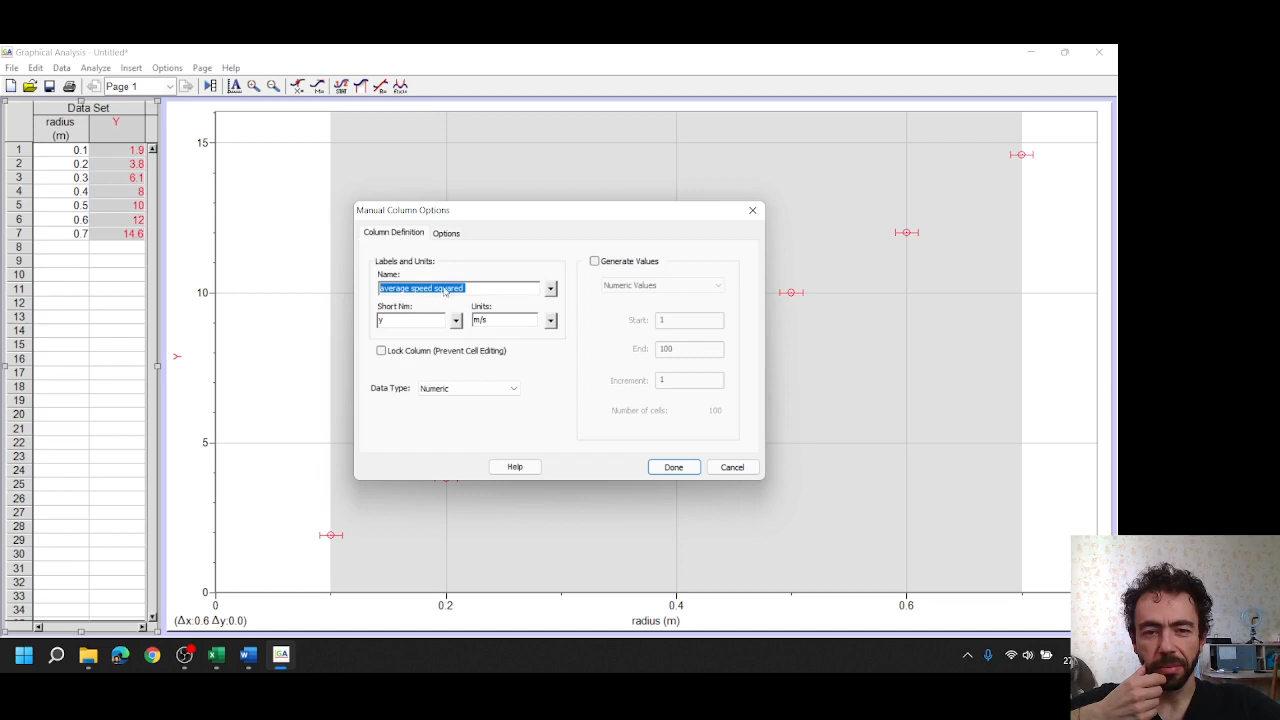 Graphical Analysis - Untitled*
File Edit Data Analyze Insert Options Page Help
Page 1
Data Set
radius Y
(m)
1 0.1 1.9
2 0.2 3.8
3 0.3 6.1
4 0.4 8
5 0.5 10
6 0.6 12
7 0.7 14.6
8
9
10
11
12
13
14
15
16
17
18
19
20
21
22
23
24
25
26
27
28
29
30
31
32
33
34
15
10
5
0
Y
0 0.2 0.4 0.6
(Δx:0.6 Δy:0.0) radius (m)
Manual Column Options
Column Definition Options
Labels and Units:
Name:
average speed squared
Short Nm: Units:
y m/s
Lock Column (Prevent Cell Editing)
Data Type: Numeric
Generate Values
Numeric Values
Start: 1
End: 100
Increment: 1
Number of cells: 100
Help Done Cancel